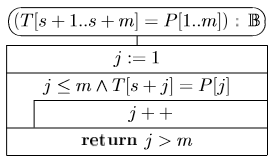 (T[s + 1..s + m] = P[1..m]) : 𝔹
j := 1
j ≤ m ∧ T[s + j] = P[j]
j + +
return j > m